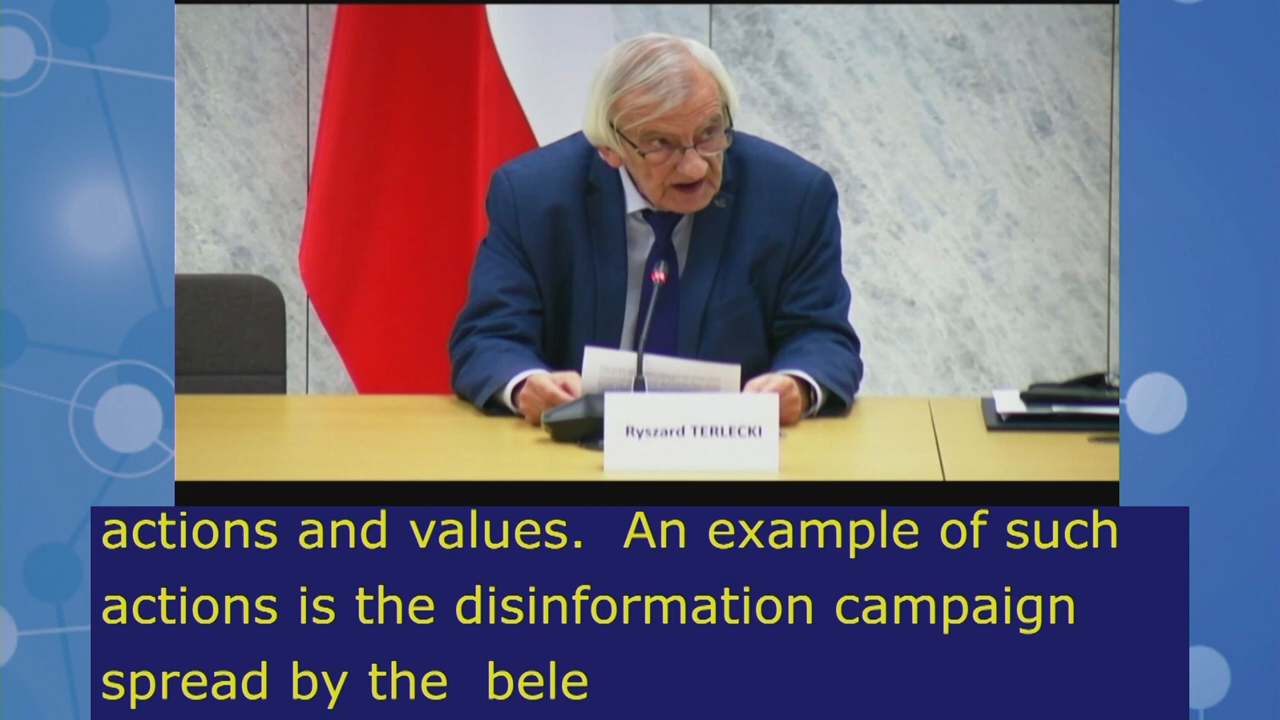 Ryszard TERLECKI
actions and values. An example of such
actions is the disinformation campaign
spread by the bele